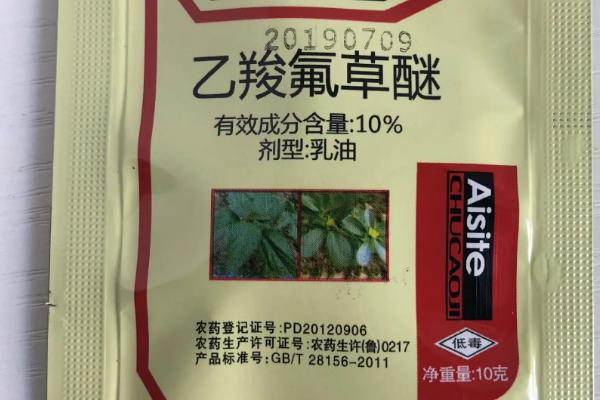 20190709
乙羧氟草醚
有效成分含量:10%
剂型:乳油
Aisite
CHUCAOJI
农药登记证号:PD20120906
农药生产许可证号:农药生许(鲁)0217
产品标准号:GB/T 28156-2011
低毒
净重量:10克